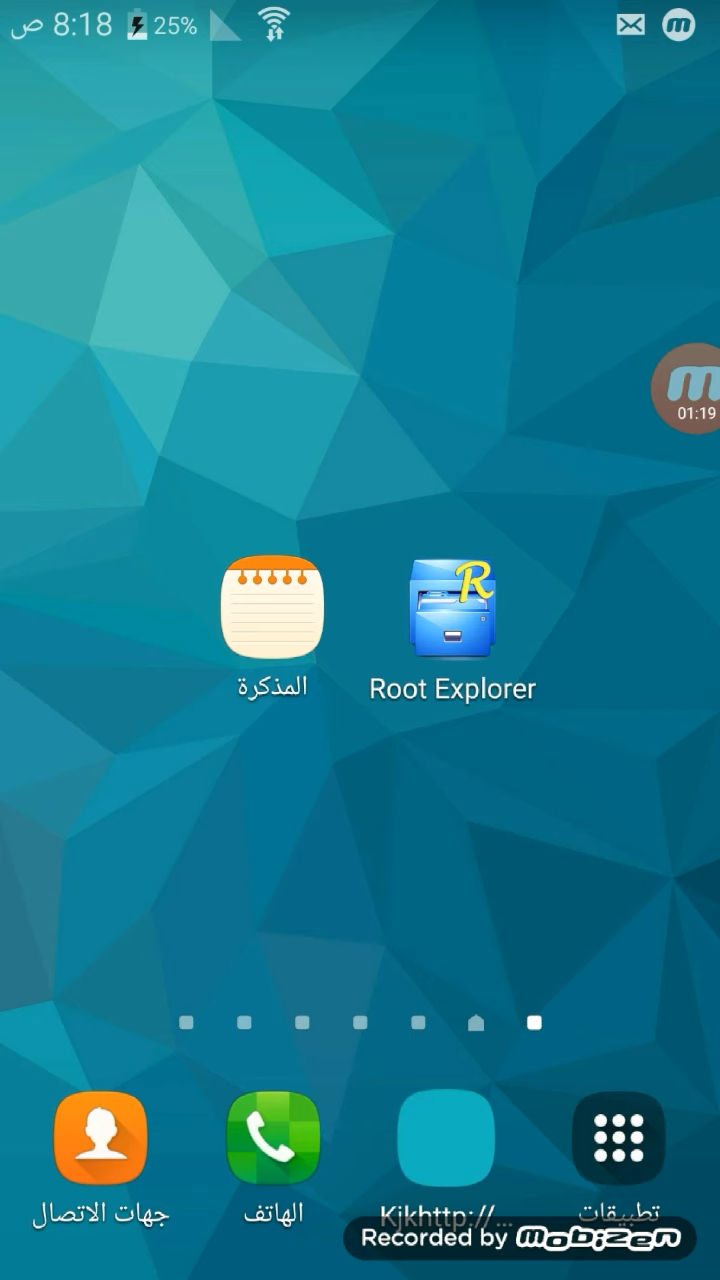 ص 8:18 25%
m
m
01:19
المذكرة
Root Explorer
R
جهات الاتصال
الهاتف
Kjkhttp://...
تطبيقات
Recorded by mobizen